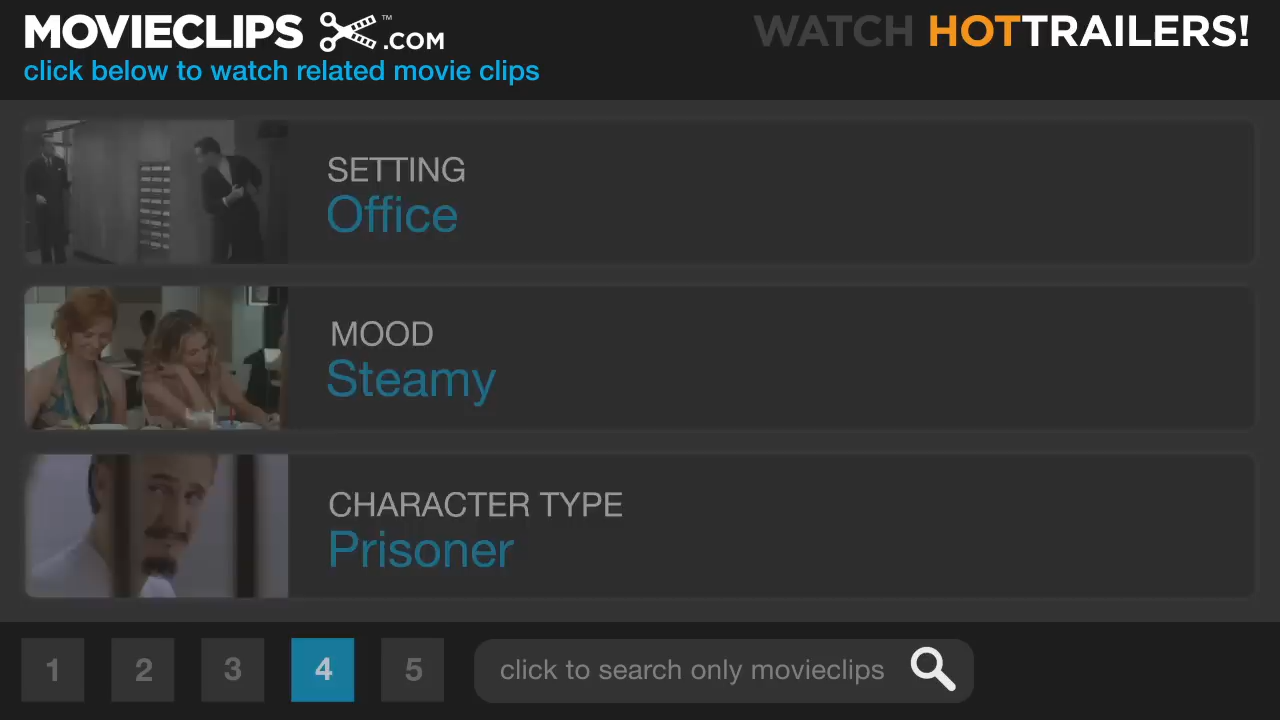 MOVIECLIPS ™.COM
WATCH HOTTRAILERS!
click below to watch related movie clips
SETTING
Office
MOOD
Steamy
CHARACTER TYPE
Prisoner
1 2 3 4 5
click to search only movieclips